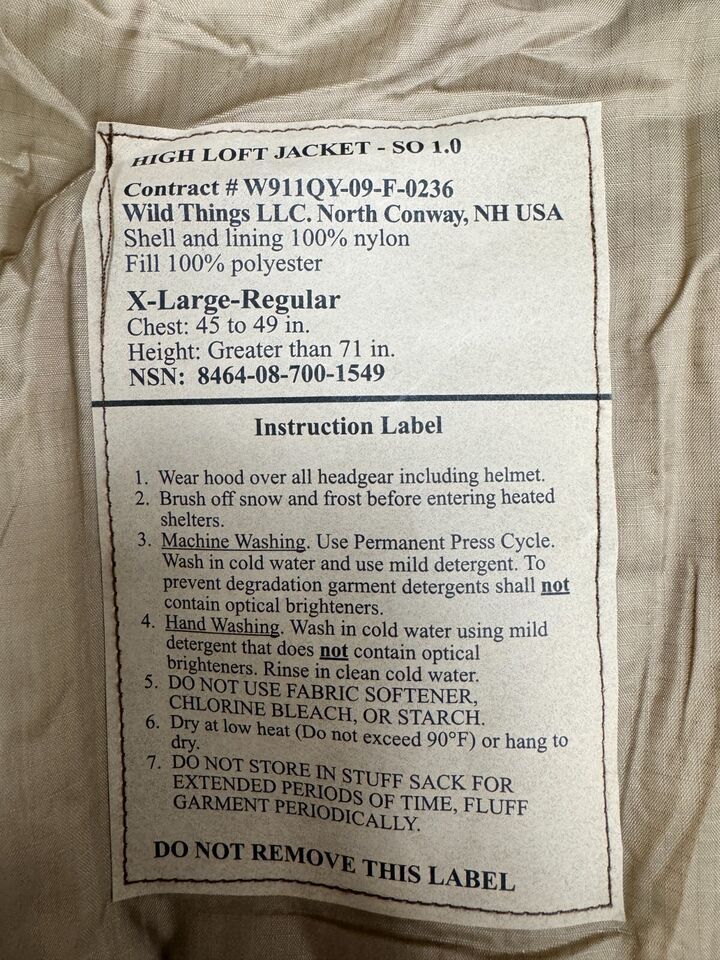 HIGH LOFT JACKET - SO 1.0
Contract # W911QY-09-F-0236
Wild Things LLC. North Conway, NH USA
Shell and lining 100% nylon
Fill 100% polyester
X-Large-Regular
Chest: 45 to 49 in.
Height: Greater than 71 in.
NSN: 8464-08-700-1549
Instruction Label
1. Wear hood over all headgear including helmet.
2. Brush off snow and frost before entering heated
shelters.
3. Machine Washing. Use Permanent Press Cycle.
Wash in cold water and use mild detergent. To
prevent degradation garment detergents shall not
contain optical brighteners.
4. Hand Washing. Wash in cold water using mild
detergent that does not contain optical
brighteners. Rinse in clean cold water.
5. DO NOT USE FABRIC SOFTENER,
CHLORINE BLEACH, OR STARCH.
6. Dry at low heat (Do not exceed 90°F) or hang to
dry.
7. DO NOT STORE IN STUFF SACK FOR
EXTENDED PERIODS OF TIME, FLUFF
GARMENT PERIODICALLY.
DO NOT REMOVE THIS LABEL